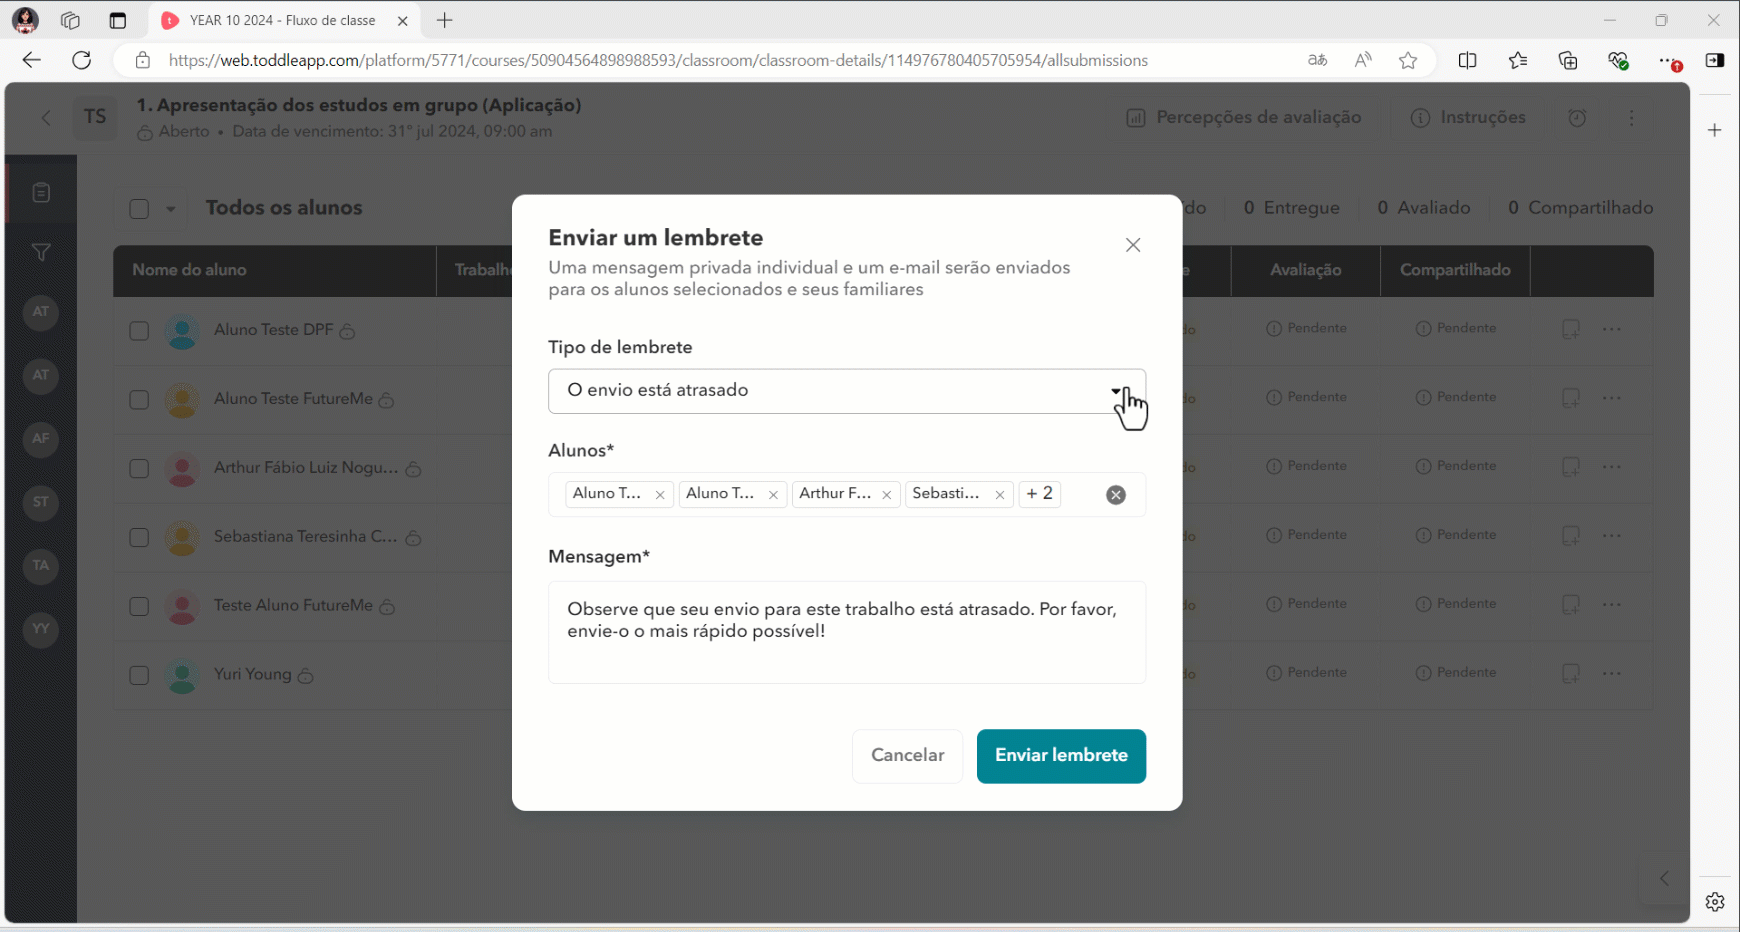 YEAR 10 2024 - Fluxo de classe
https://web.toddleapp.com/platform/5771/courses/50904564898988593/classroom/classroom-details/114976780405705954/allsubmissions
TS
1. Apresentação dos estudos em grupo (Aplicação)
Aberto • Data de vencimento: 31º jul 2024, 09:00 am
Percepções de avaliação
Instruções
Todos os alunos
do
0 Entregue
0 Avaliado
0 Compartilhado
Nome do aluno
Trabalh
e
Avaliação
Compartilhado
AT
Aluno Teste DPF
do
Pendente
Pendente
AT
Aluno Teste FutureMe
do
Pendente
Pendente
AF
Arthur Fábio Luiz Nogu...
do
Pendente
Pendente
ST
Sebastiana Teresinha C...
do
Pendente
Pendente
TA
Teste Aluno FutureMe
do
Pendente
Pendente
YY
Yuri Young
do
Pendente
Pendente
Enviar um lembrete
Uma mensagem privada individual e um e-mail serão enviados
para os alunos selecionados e seus familiares
Tipo de lembrete
O envio está atrasado
Alunos*
Aluno T...
Aluno T...
Arthur F...
Sebasti...
+ 2
Mensagem*
Observe que seu envio para este trabalho está atrasado. Por favor,
envie-o o mais rápido possível!
Cancelar
Enviar lembrete